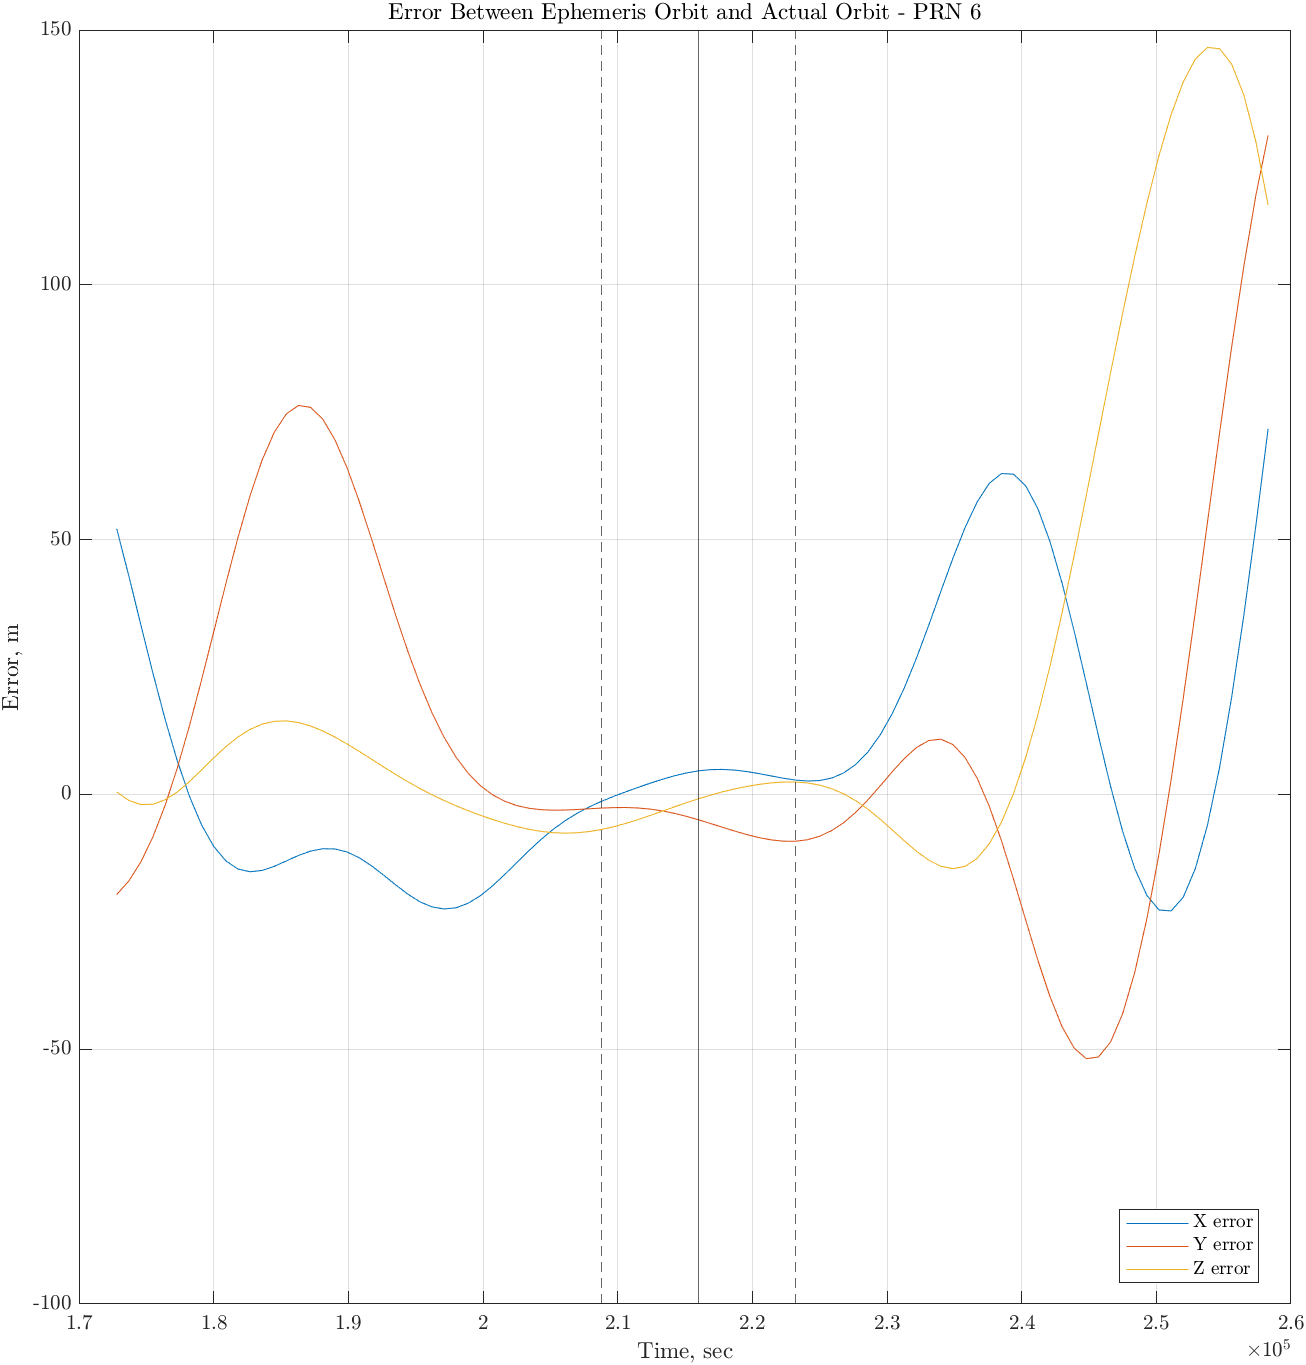 Error Between Ephemeris Orbit and Actual Orbit - PRN 6
150
100
50
0
-50
-100
Error, m
X error
Y error
Z error
1.7 1.8 1.9 2 2.1 2.2 2.3 2.4 2.5 2.6
Time, sec
×10⁵